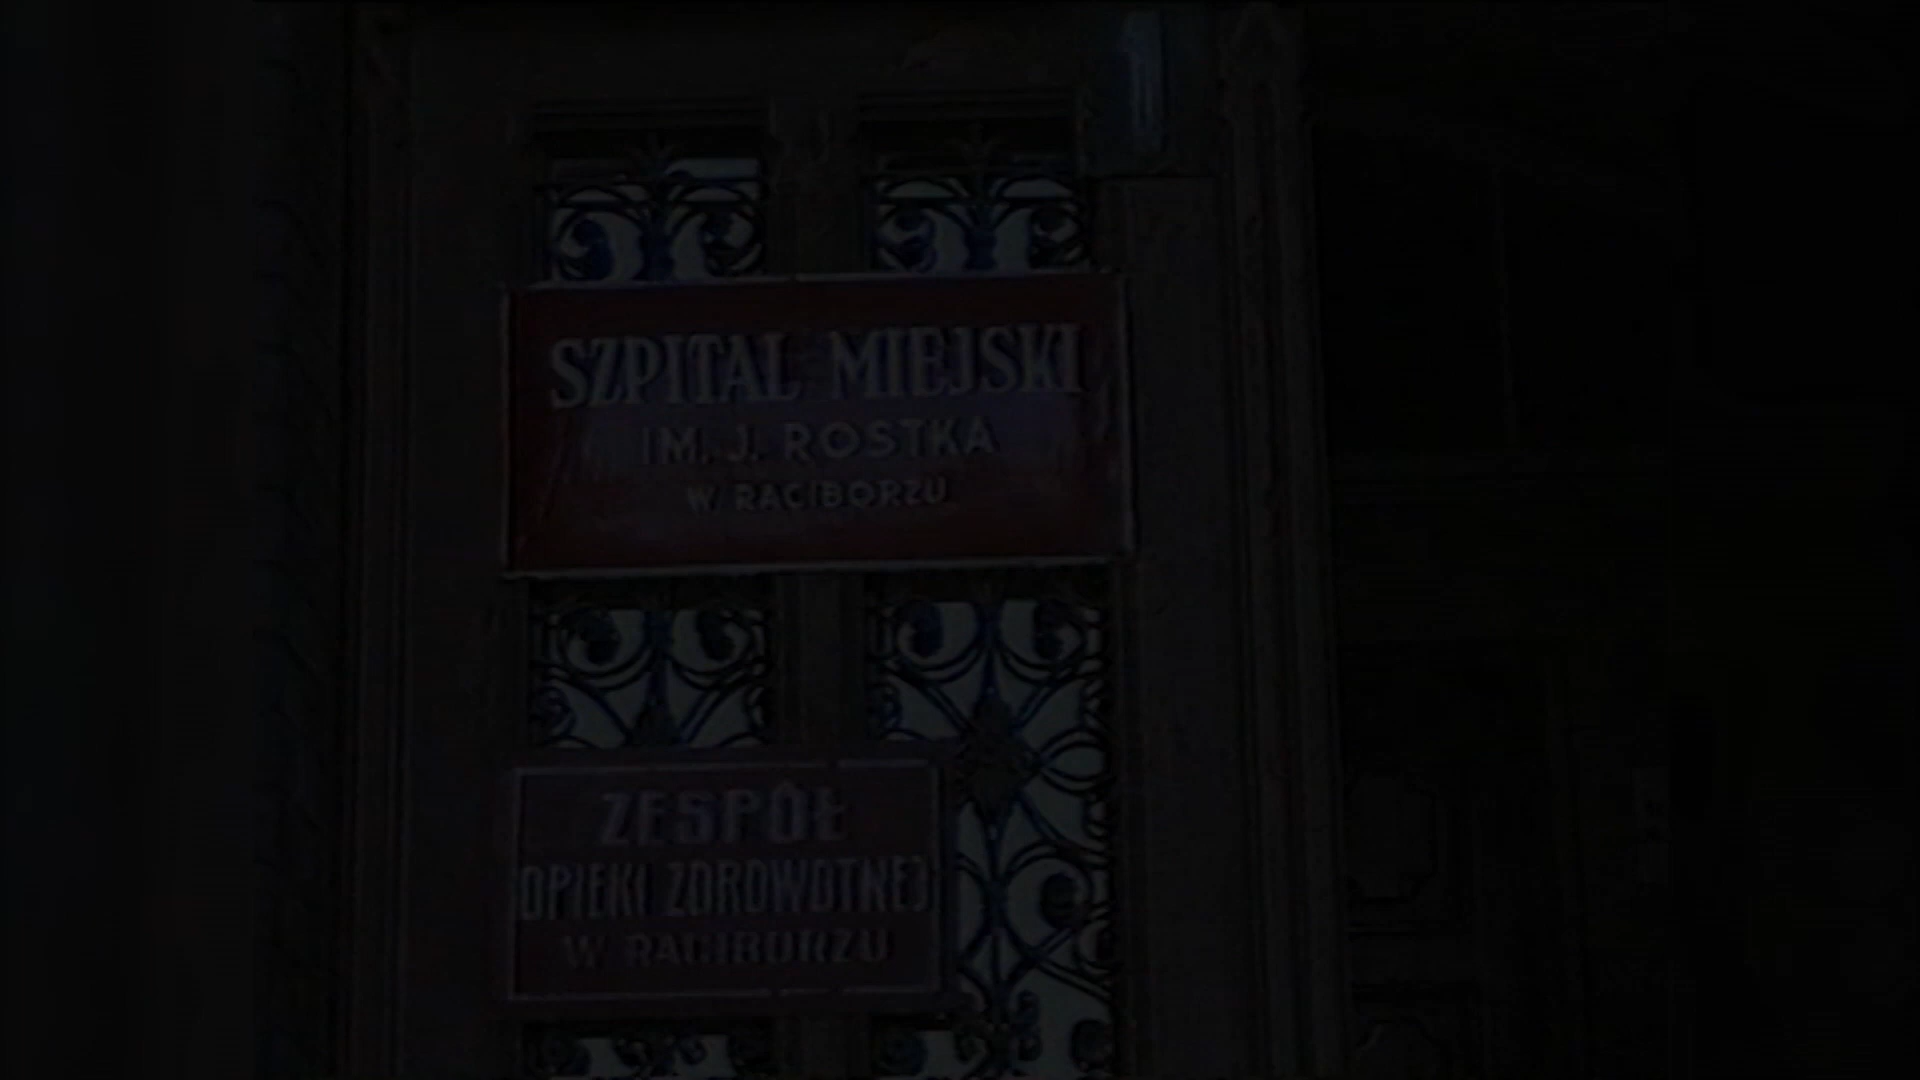 SZPITAL MIEJSKI
IM. J. ROSTKA
W RACIBORZU
ZESPÓŁ
OPIEKI ZDROWOTNEJ
W RACIBORZU